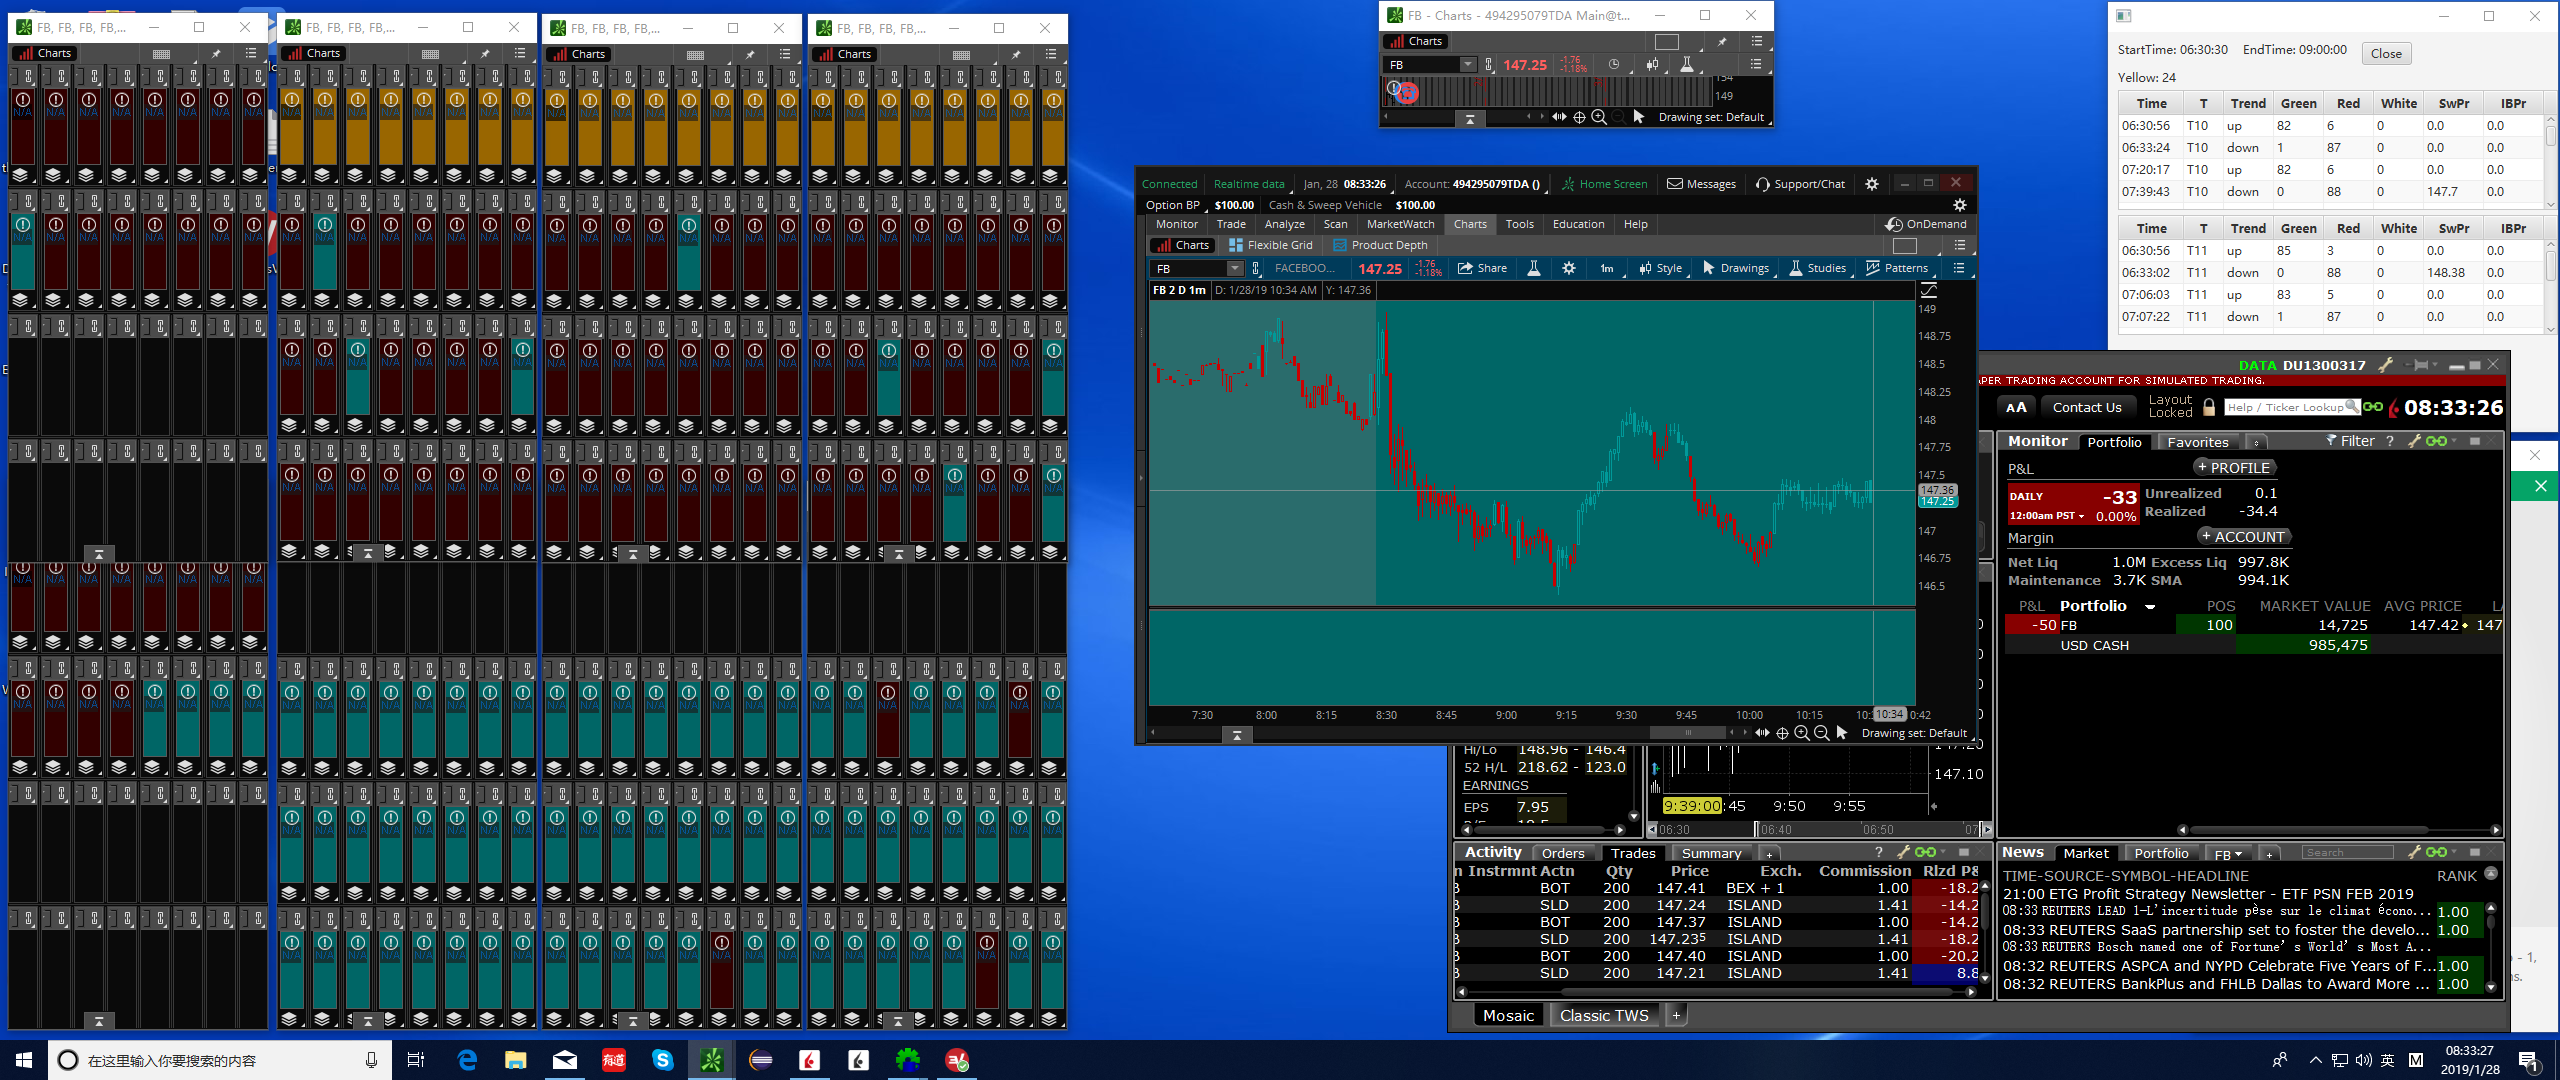 FB, FB, FB, FB,...
Charts
FB, FB, FB, FB,...
Charts
FB, FB, FB, FB,...
Charts
FB, FB, FB, FB,...
Charts
FB - Charts - 494295079TDA Main@t...
Charts
FB 147.25 -1.76 -1.18%
154
149
Drawing set: Default
StartTime: 06:30:30 EndTime: 09:00:00 Close
Yellow: 24
Time T Trend Green Red White SwPr IBPr
06:30:56 T10 up 82 6 0 0.0 0.0
06:33:24 T10 down 1 87 0 0.0 0.0
07:20:17 T10 up 82 6 0 0.0 0.0
07:39:43 T10 down 0 88 0 147.7 0.0
Time T Trend Green Red White SwPr IBPr
06:30:56 T11 up 85 3 0 0.0 0.0
06:33:02 T11 down 0 88 0 148.38 0.0
07:06:03 T11 up 83 5 0 0.0 0.0
07:07:22 T11 down 1 87 0 0.0 0.0
Connected Realtime data Jan, 28 08:33:26 Account: 494295079TDA () Home Screen Messages Support/Chat
Option BP $100.00 Cash & Sweep Vehicle $100.00
Monitor Trade Analyze Scan MarketWatch Charts Tools Education Help OnDemand
Charts Flexible Grid Product Depth
FB FACEBOO... 147.25 -1.76 -1.18% Share 1m Style Drawings Studies Patterns
FB 2 D 1m D: 1/28/19 10:34 AM Y: 147.36
149
148.75
148.5
148.25
148
147.75
147.5
147.36
147.25
147
146.75
146.5
7:30 8:00 8:15 8:30 8:45 9:00 9:15 9:30 9:45 10:00 10:15 10:34 0:42
Drawing set: Default
DATA DU1300317
APER TRADING ACCOUNT FOR SIMULATED TRADING.
AA Contact Us Layout Locked Help / Ticker Lookup 08:33:26
Monitor Portfolio Favorites Filter ?
P&L + PROFILE
DAILY -33 Unrealized 0.1
12:00am PST 0.00% Realized -34.4
Margin + ACCOUNT
Net Liq 1.0M Excess Liq 997.8K
Maintenance 3.7K SMA 994.1K
P&L Portfolio POS MARKET VALUE AVG PRICE LA
-50 FB 100 14,725 147.42 147
USD CASH 985,475
Hi/Lo 148.96 - 146.4
52 H/L 218.62 - 123.0
EARNINGS
EPS 7.95
147.20
147.10
9:39:00 :45 9:50 9:55
06:30 06:40 06:50 07
Activity Orders Trades Summary + ?
n Instrmnt Actn Qty Price Exch. Commission Rlzd P&
BOT 200 147.41 BEX + 1 1.00 -18.2
SLD 200 147.24 ISLAND 1.41 -14.2
BOT 200 147.37 ISLAND 1.00 -14.2
SLD 200 147.235 ISLAND 1.41 -18.2
BOT 200 147.40 ISLAND 1.00 -20.2
SLD 200 147.21 ISLAND 1.41 8.8
News Market Portfolio FB + Search
TIME-SOURCE-SYMBOL-HEADLINE RANK
21:00 ETG Profit Strategy Newsletter - ETF PSN FEB 2019
08:33 REUTERS LEAD 1-L'incertitude pèse sur le climat écono... 1.00
08:33 REUTERS SaaS partnership set to foster the develo... 1.00
08:33 REUTERS Bosch named one of Fortune's World's Most A...
08:32 REUTERS ASPCA and NYPD Celebrate Five Years of F... 1.00
08:32 REUTERS BankPlus and FHLB Dallas to Award More ... 1.00
Mosaic Classic TWS +
在这里输入你要搜索的内容
有道
英
M
08:33:27
2019/1/28
1